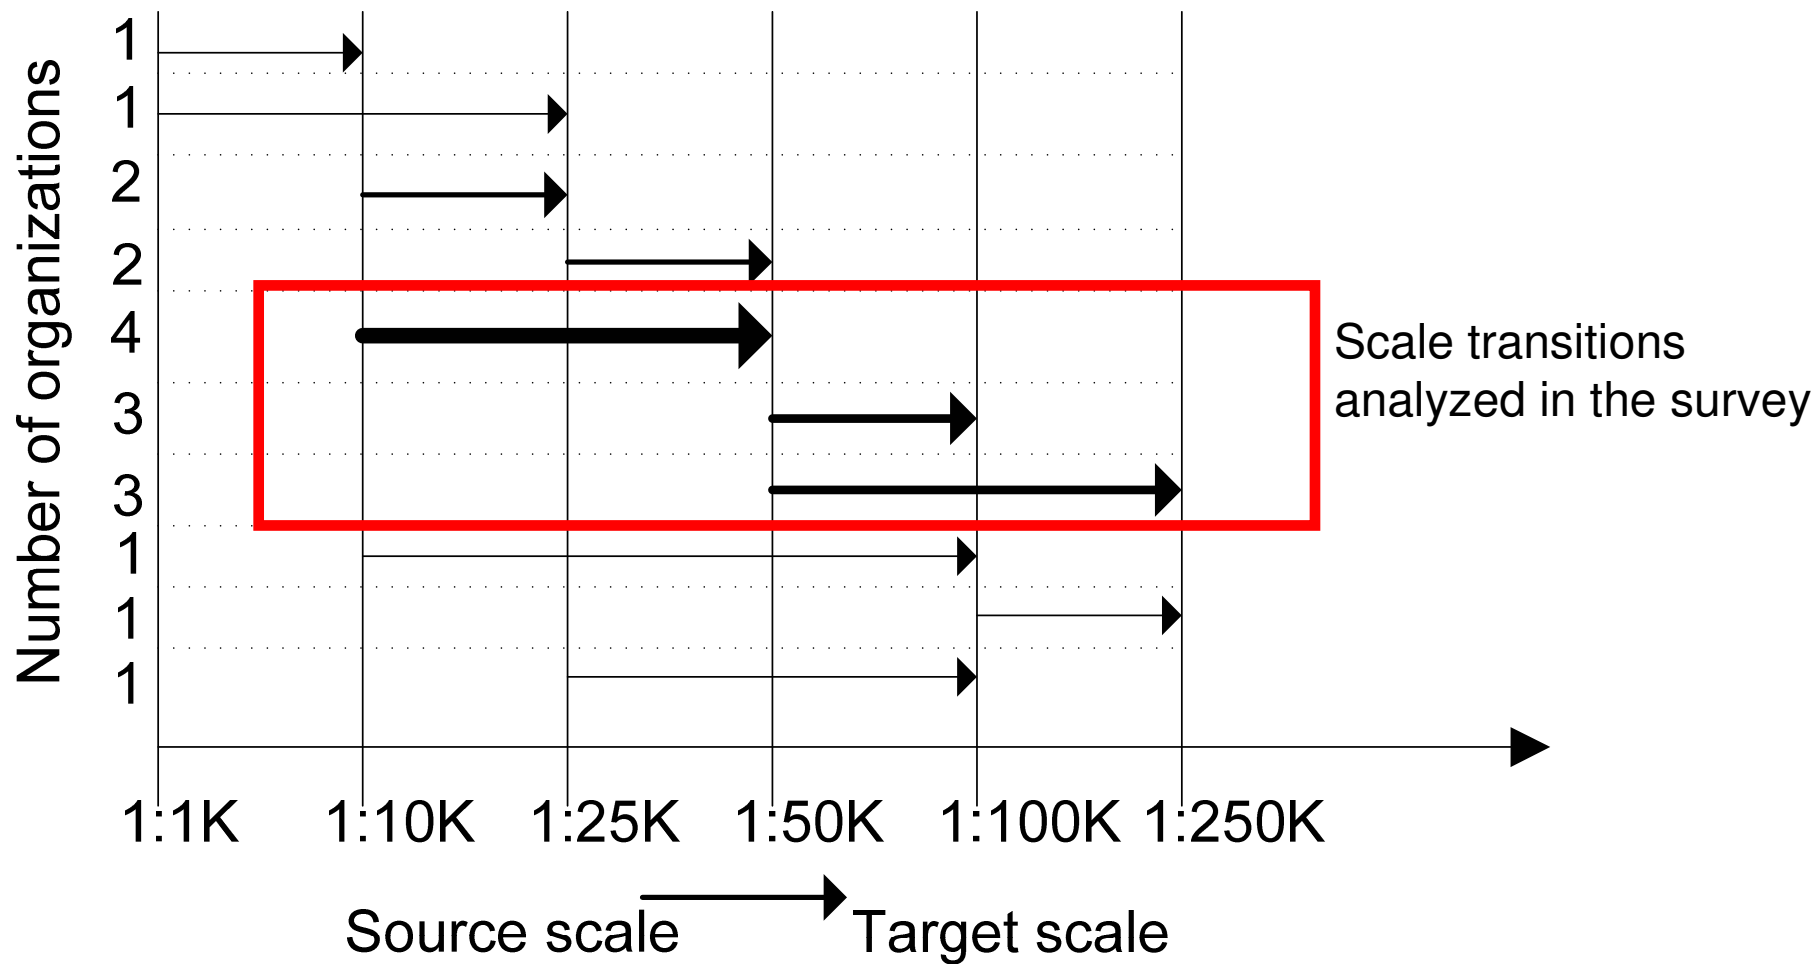 Number of organizations
1
1
2
2
4
3
3
1
1
1
Scale transitions
analyzed in the survey
1:1K 1:10K 1:25K 1:50K 1:100K 1:250K
Source scale Target scale